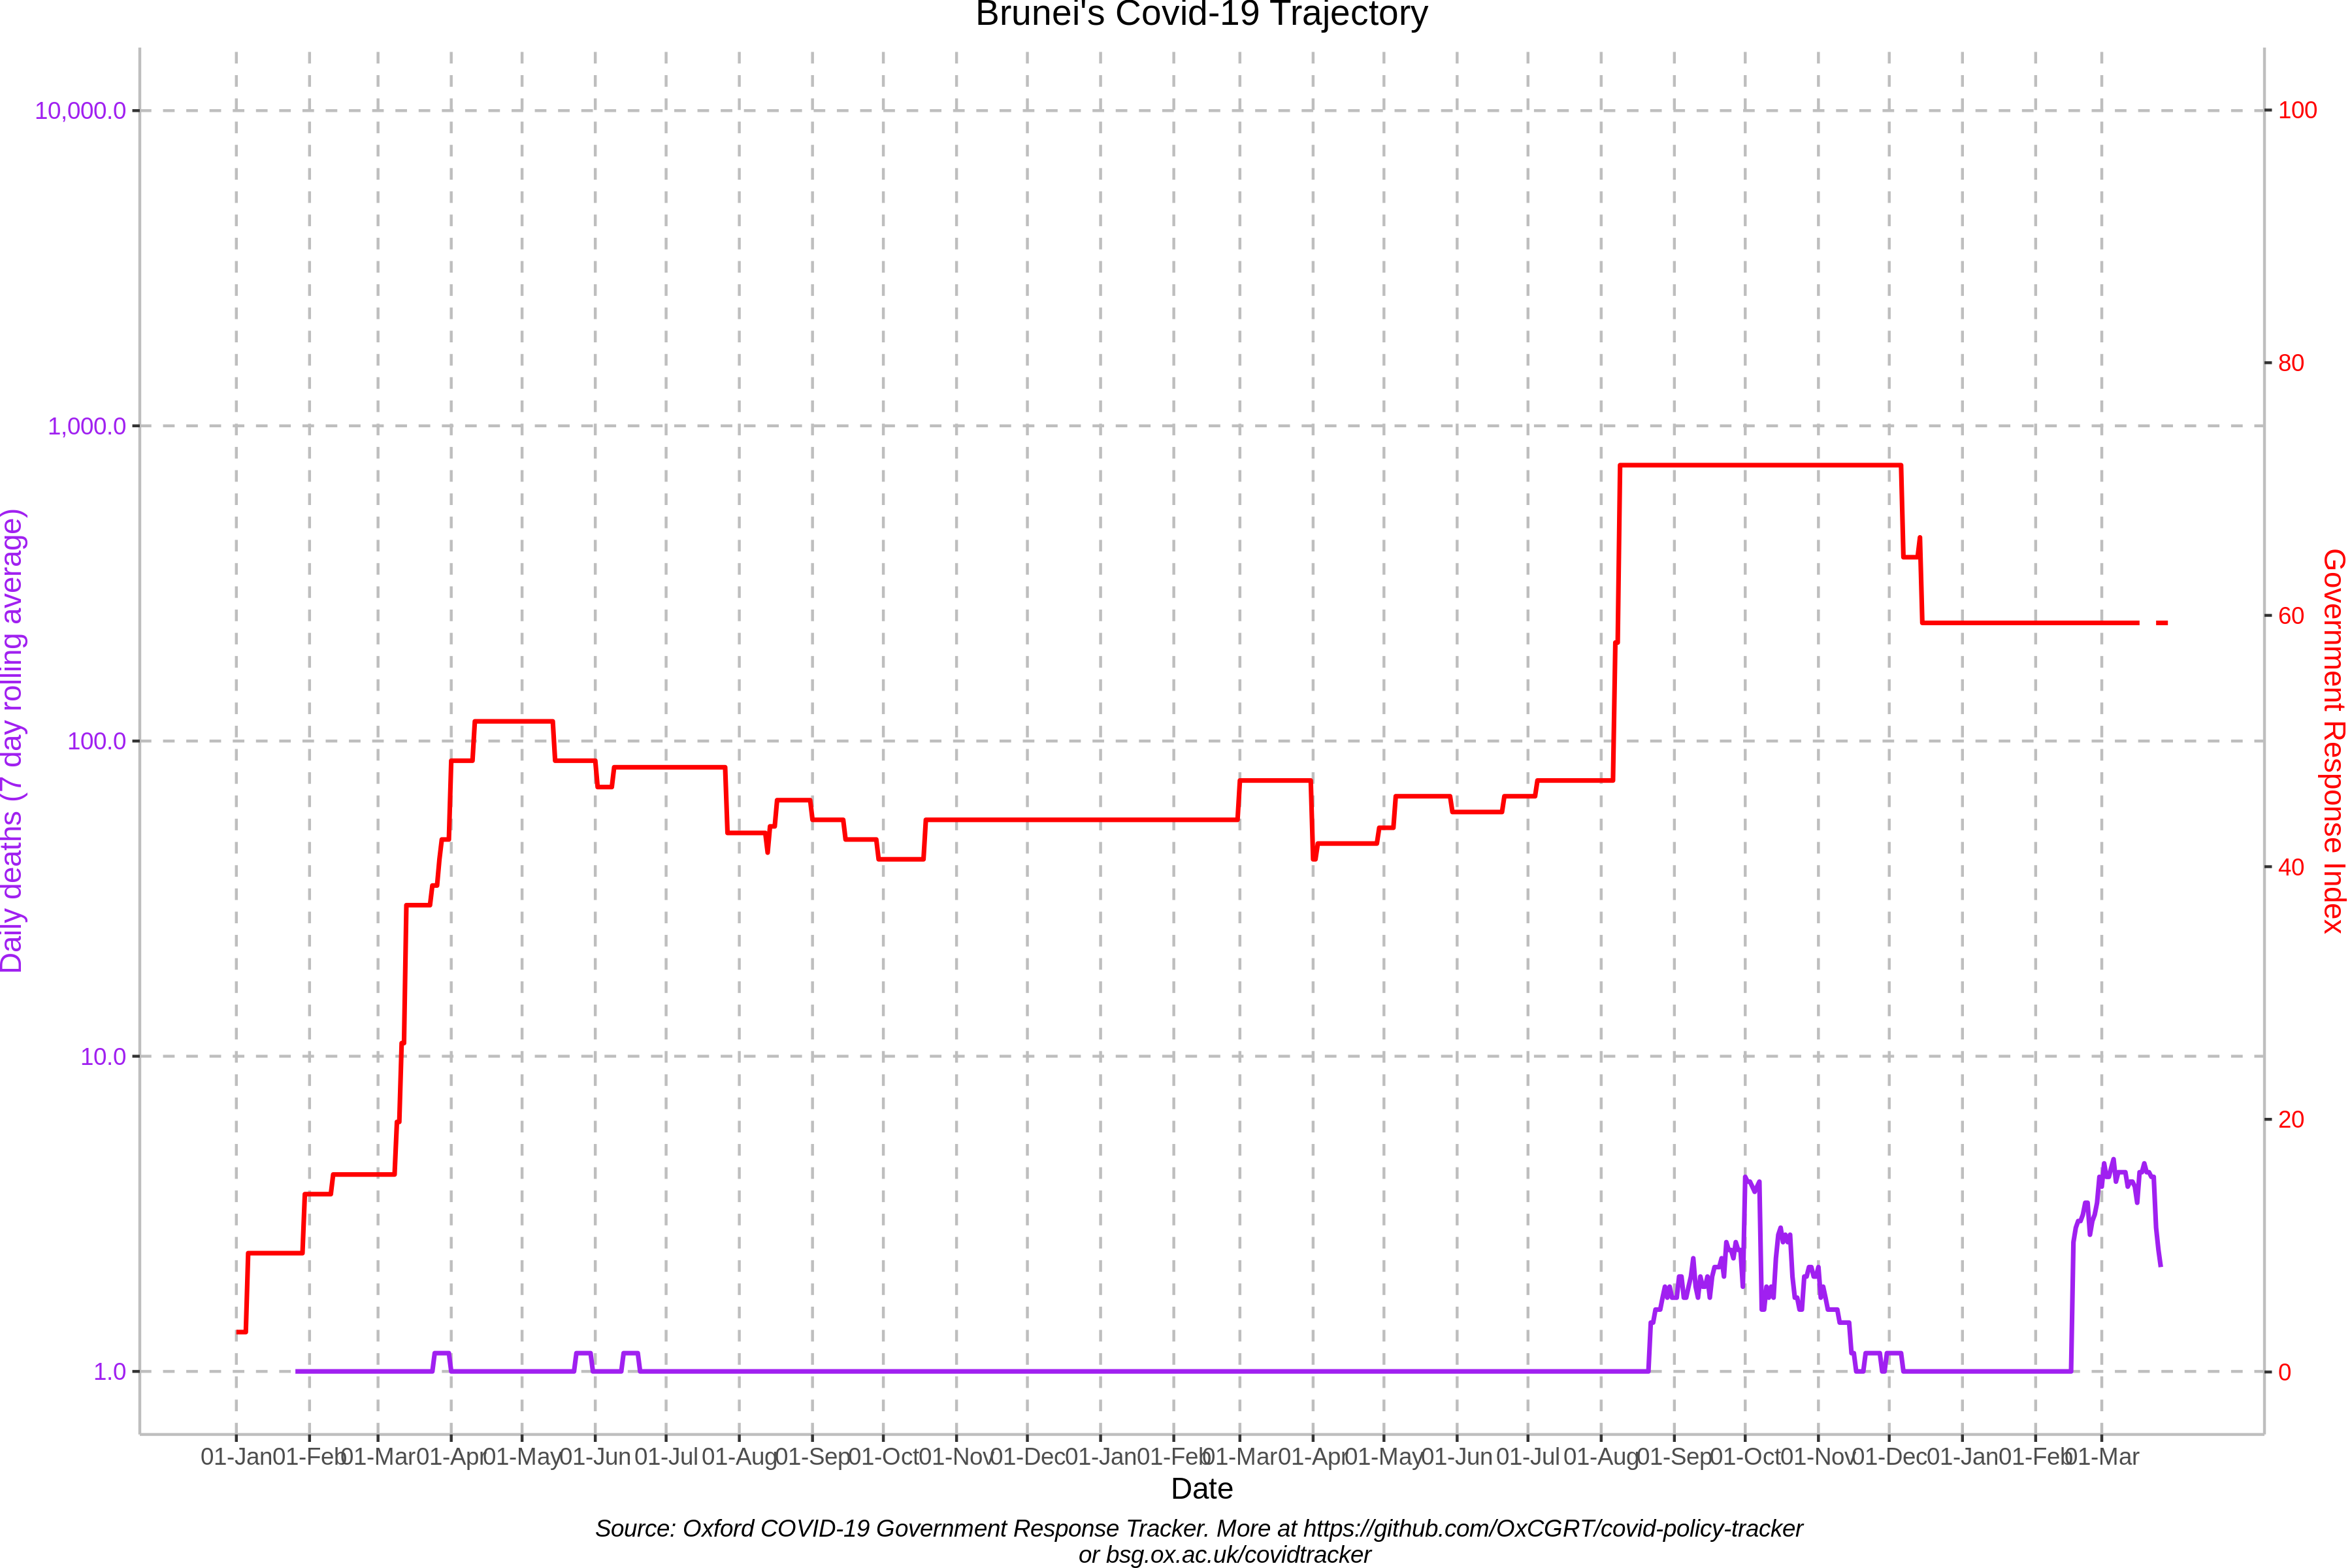 Brunei's Covid-19 Trajectory
10,000.0
1,000.0
100.0
10.0
1.0
Daily deaths (7 day rolling average)
100
80
60
40
20
0
Government Response Index
01-Jan 01-Feb 01-Mar 01-Apr 01-May 01-Jun 01-Jul 01-Aug 01-Sep 01-Oct 01-Nov 01-Dec 01-Jan 01-Feb 01-Mar 01-Apr 01-May 01-Jun 01-Jul 01-Aug 01-Sep 01-Oct 01-Nov 01-Dec 01-Jan 01-Feb 01-Mar
Date
Source: Oxford COVID-19 Government Response Tracker. More at https://github.com/OxCGRT/covid-policy-tracker
or bsg.ox.ac.uk/covidtracker